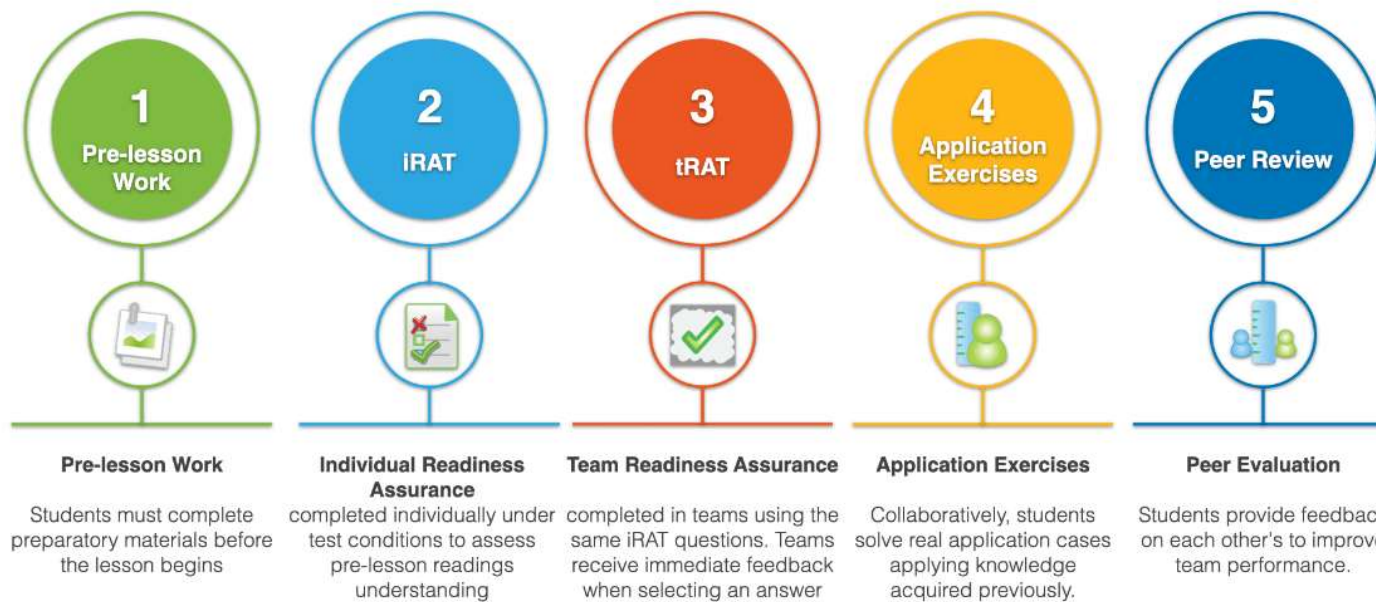 1
Pre-lesson
Work
2
iRAT
3
tRAT
4
Application
Exercises
5
Peer Review
Pre-lesson Work
Students must complete
preparatory materials before
the lesson begins
Individual Readiness
Assurance
completed individually under
test conditions to assess
pre-lesson readings
understanding
Team Readiness Assurance
completed in teams using the
same iRAT questions. Teams
receive immediate feedback
when selecting an answer
Application Exercises
Collaboratively, students
solve real application cases
applying knowledge
acquired previously.
Peer Evaluation
Students provide feedbac
on each other's to improv
team performance.